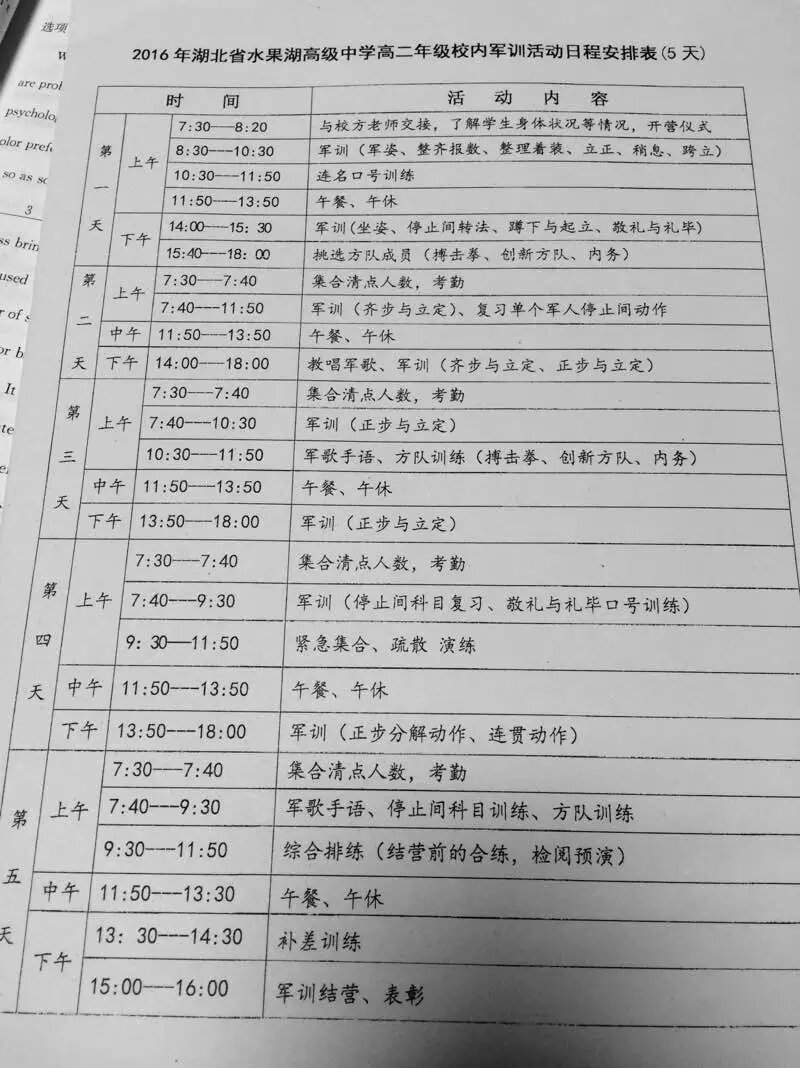 选项
W
are prob
psycholo
olor prefe
so as so
3
ss brin
used
r of s
or b
It
2016年湖北省水果湖高级中学高二年级校内军训活动日程安排表(5天)
时 间 活 动 内 容
第一天 上午 7:30---8:20 与校方老师交接，了解学生身体状况等情况，开营仪式
8:30---10:30 军训（军姿、整齐报数、整理着装、立正、稍息、跨立）
10:30---11:50 连名口号训练
11:50---13:50 午餐、午休
下午 14:00---15: 30 军训(坐姿、停止间转法、蹲下与起立、敬礼与礼毕)
15:40---18: 00 挑选方队成员（搏击拳、创新方队、内务）
第二天 上午 7:30---7:40 集合清点人数，考勤
7:40---11:50 军训（齐步与立定）、复习单个军人停止间动作
中午 11:50---13:50 午餐、午休
下午 14:00---18:00 教唱军歌、军训（齐步与立定、正步与立定）
第三天 上午 7:30---7:40 集合清点人数，考勤
7:40---10:30 军训（正步与立定）
10:30---11:50 军歌手语、方队训练（搏击拳、创新方队、内务）
中午 11:50---13:50 午餐、午休
下午 13:50---18:00 军训（正步与立定）
第四天 上午 7:30---7:40 集合清点人数，考勤
7:40---9:30 军训（停止间科目复习、敬礼与礼毕口号训练）
9: 30---11:50 紧急集合、疏散 演练
中午 11:50---13:50 午餐、午休
下午 13:50---18:00 军训（正步分解动作、连贯动作）
第五天 上午 7:30---7:40 集合清点人数，考勤
7:40---9:30 军歌手语、停止间科目训练、方队训练
9:30---11:50 综合排练（结营前的合练，检阅预演）
中午 11:50---13:30 午餐、午休
下午 13: 30---14:30 补差训练
15:00---16:00 军训结营、表彰